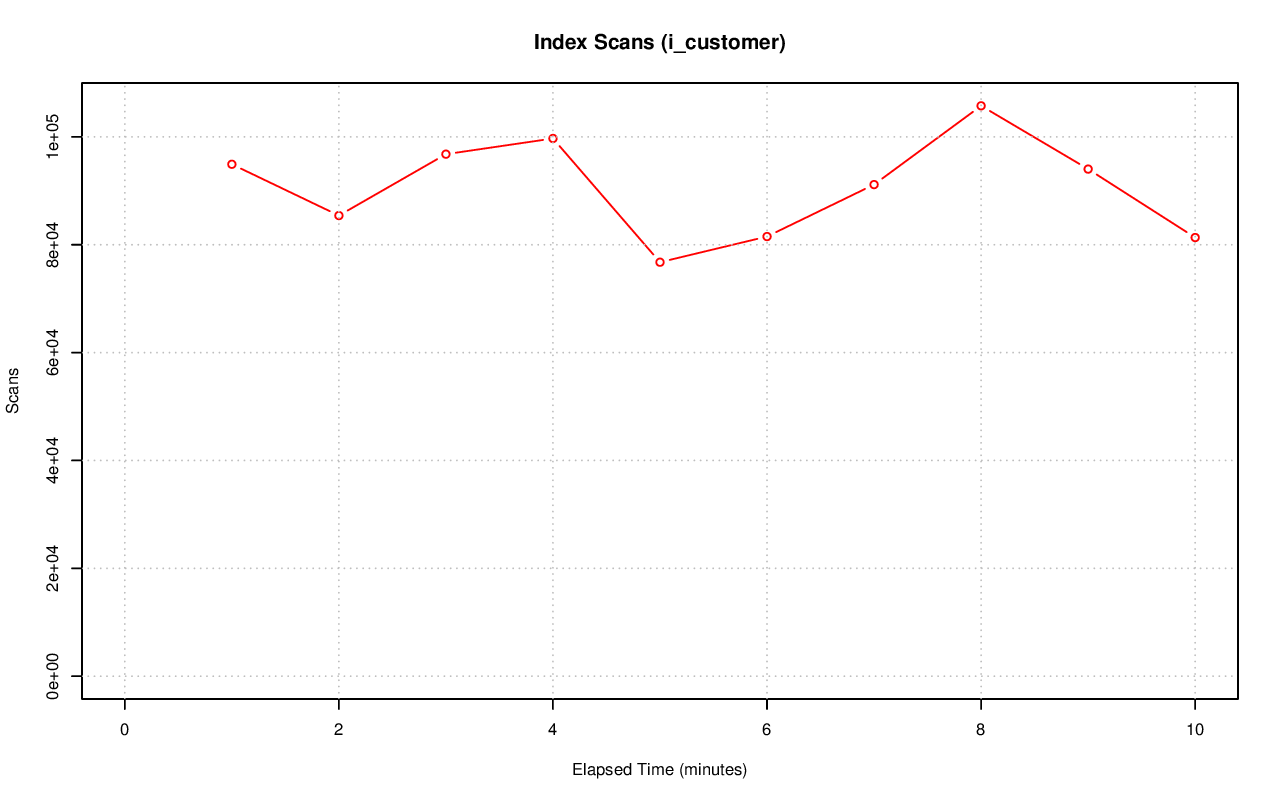 Index Scans (i_customer)
1e+05
8e+04
6e+04
4e+04
2e+04
0e+00
Scans
0 2 4 6 8 10
Elapsed Time (minutes)